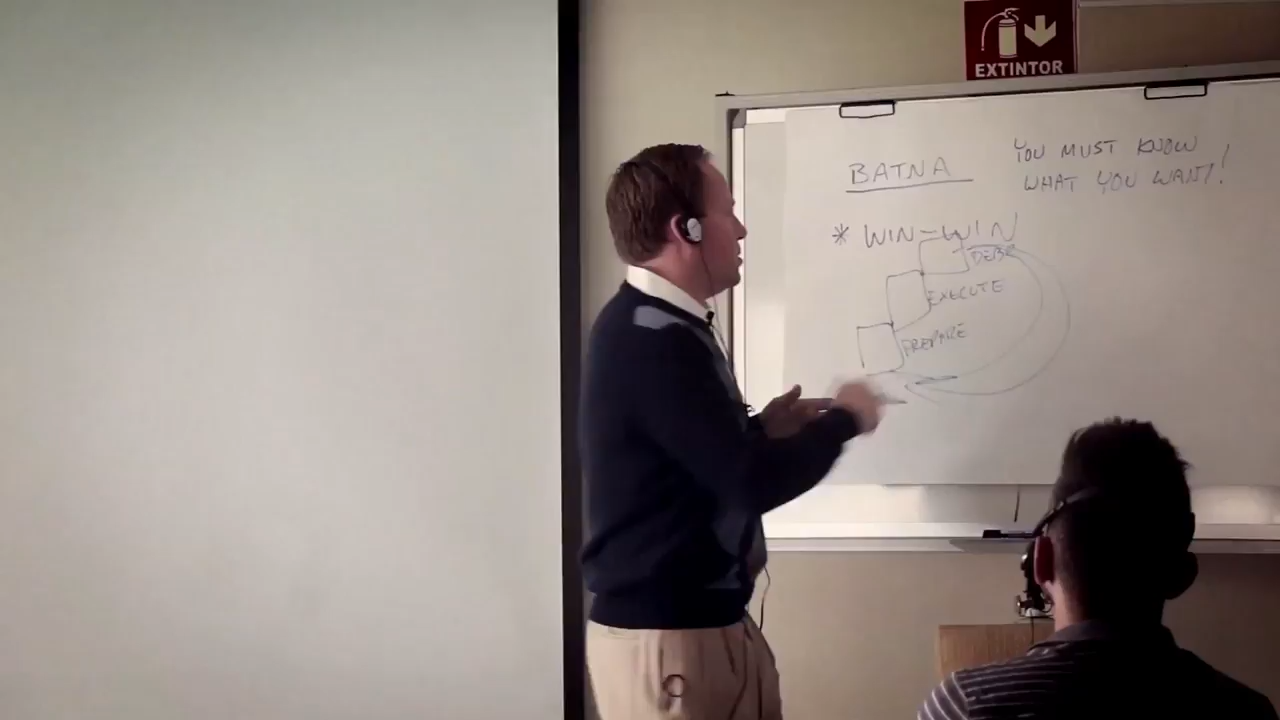 EXTINTOR
BATNA
YOU MUST KNOW
WHAT YOU WANT!
* WIN-WIN
EXECUTE
PREPARE